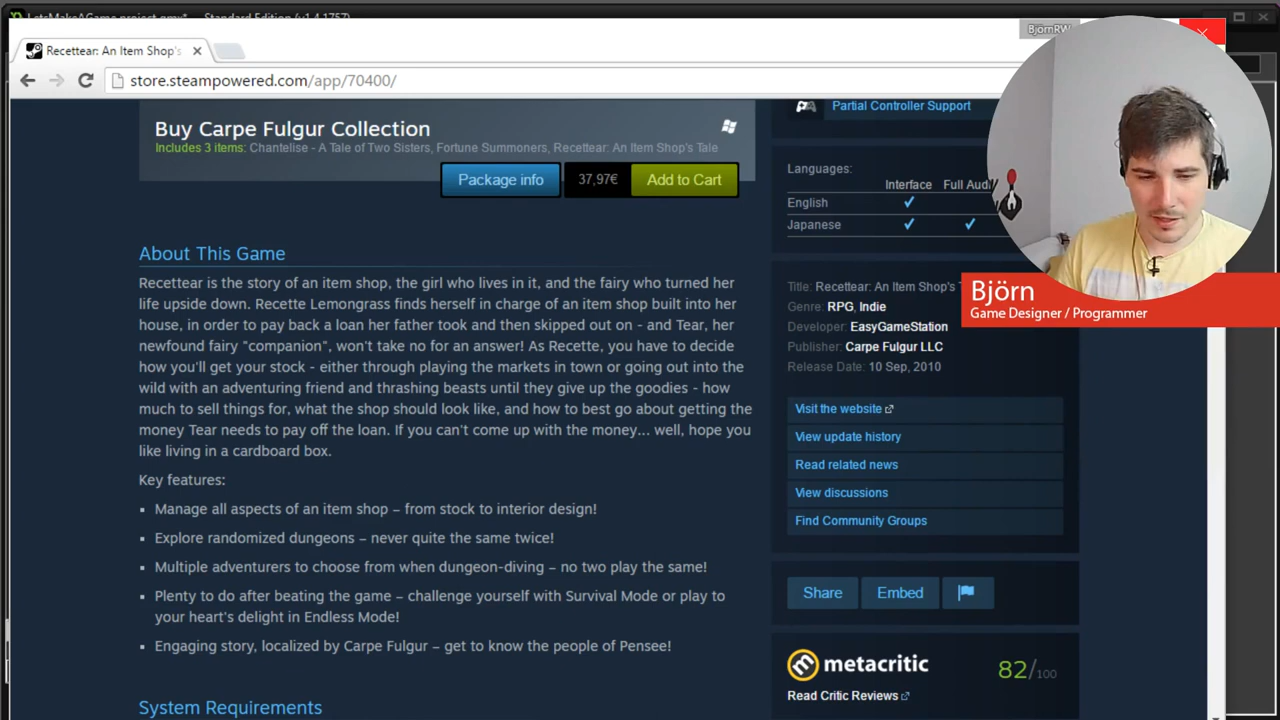 LetsMakeAGame.project.gmx* - Standard Edition (v1.4.1757)
BjörnRW
Recettear: An Item Shop's
store.steampowered.com/app/70400/
Buy Carpe Fulgur Collection
Includes 3 items: Chantelise - A Tale of Two Sisters, Fortune Summoners, Recettear: An Item Shop's Tale
Package info
37,97€
Add to Cart
About This Game
Recettear is the story of an item shop, the girl who lives in it, and the fairy who turned her
life upside down. Recette Lemongrass finds herself in charge of an item shop built into her
house, in order to pay back a loan her father took and then skipped out on - and Tear, her
newfound fairy "companion", won't take no for an answer! As Recette, you have to decide
how you'll get your stock - either through playing the markets in town or going out into the
wild with an adventuring friend and thrashing beasts until they give up the goodies - how
much to sell things for, what the shop should look like, and how to best go about getting the
money Tear needs to pay off the loan. If you can't come up with the money... well, hope you
like living in a cardboard box.
Key features:
▪ Manage all aspects of an item shop – from stock to interior design!
▪ Explore randomized dungeons – never quite the same twice!
▪ Multiple adventurers to choose from when dungeon-diving – no two play the same!
▪ Plenty to do after beating the game – challenge yourself with Survival Mode or play to
your heart's delight in Endless Mode!
▪ Engaging story, localized by Carpe Fulgur – get to know the people of Pensee!
System Requirements
Partial Controller Support
Languages:
Interface Full Audi
English ✓
Japanese ✓ ✓
Title: Recettear: An Item Shop's
Genre: RPG, Indie
Developer: EasyGameStation
Publisher: Carpe Fulgur LLC
Release Date: 10 Sep, 2010
Visit the website
View update history
Read related news
View discussions
Find Community Groups
Share
Embed
metacritic
82/100
Read Critic Reviews
Björn
Game Designer / Programmer